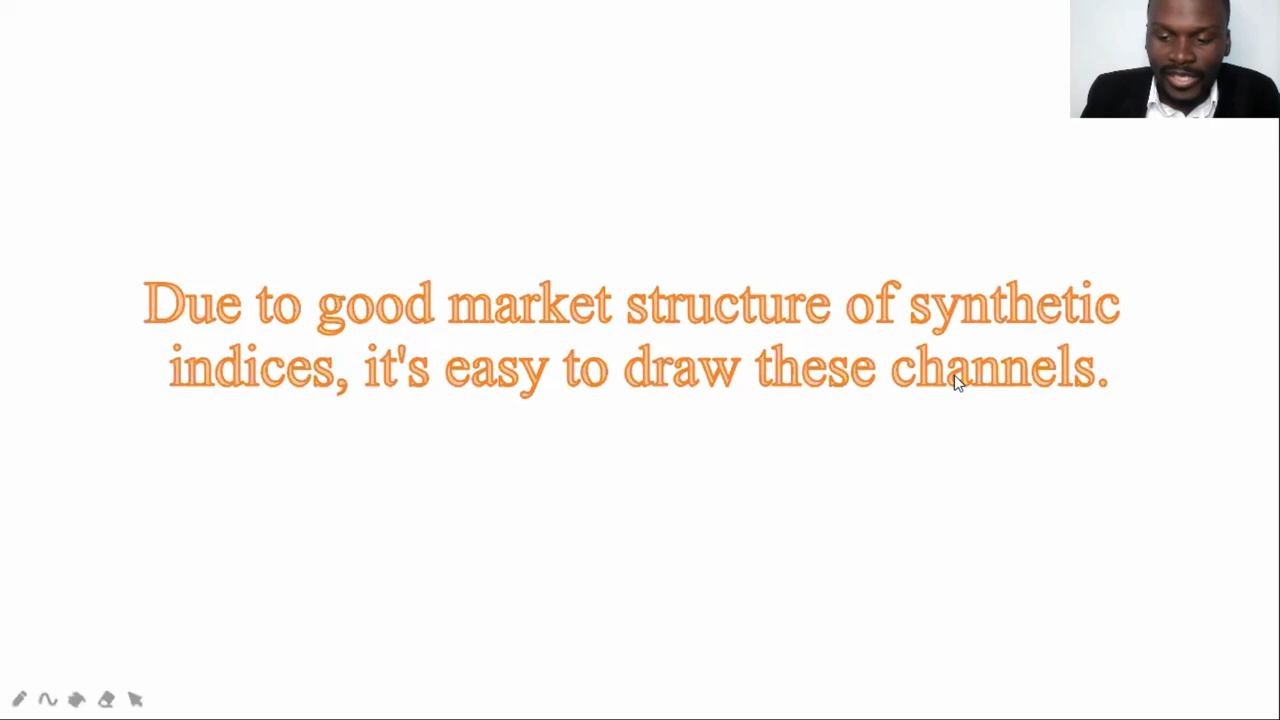 Due to good market structure of synthetic
indices, it's easy to draw these channels.